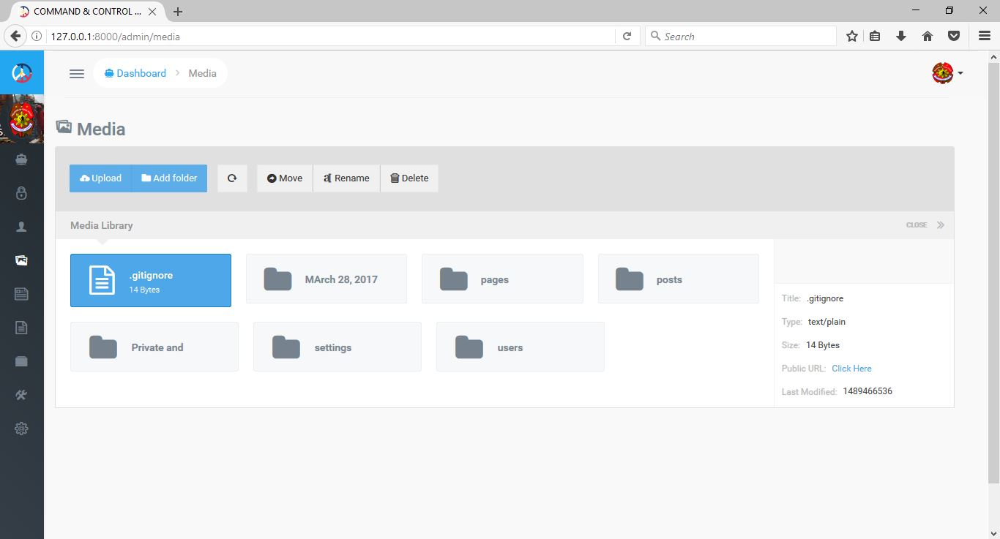 COMMAND & CONTROL ...
127.0.0.1:8000/admin/media
Search
Dashboard
Media
Media
Upload
Add folder
Move
Rename
Delete
Media Library
CLOSE
.gitignore
14 Bytes
MArch 28, 2017
pages
posts
Private and
settings
users
Title: .gitignore
Type: text/plain
Size: 14 Bytes
Public URL: Click Here
Last Modified: 1489466536